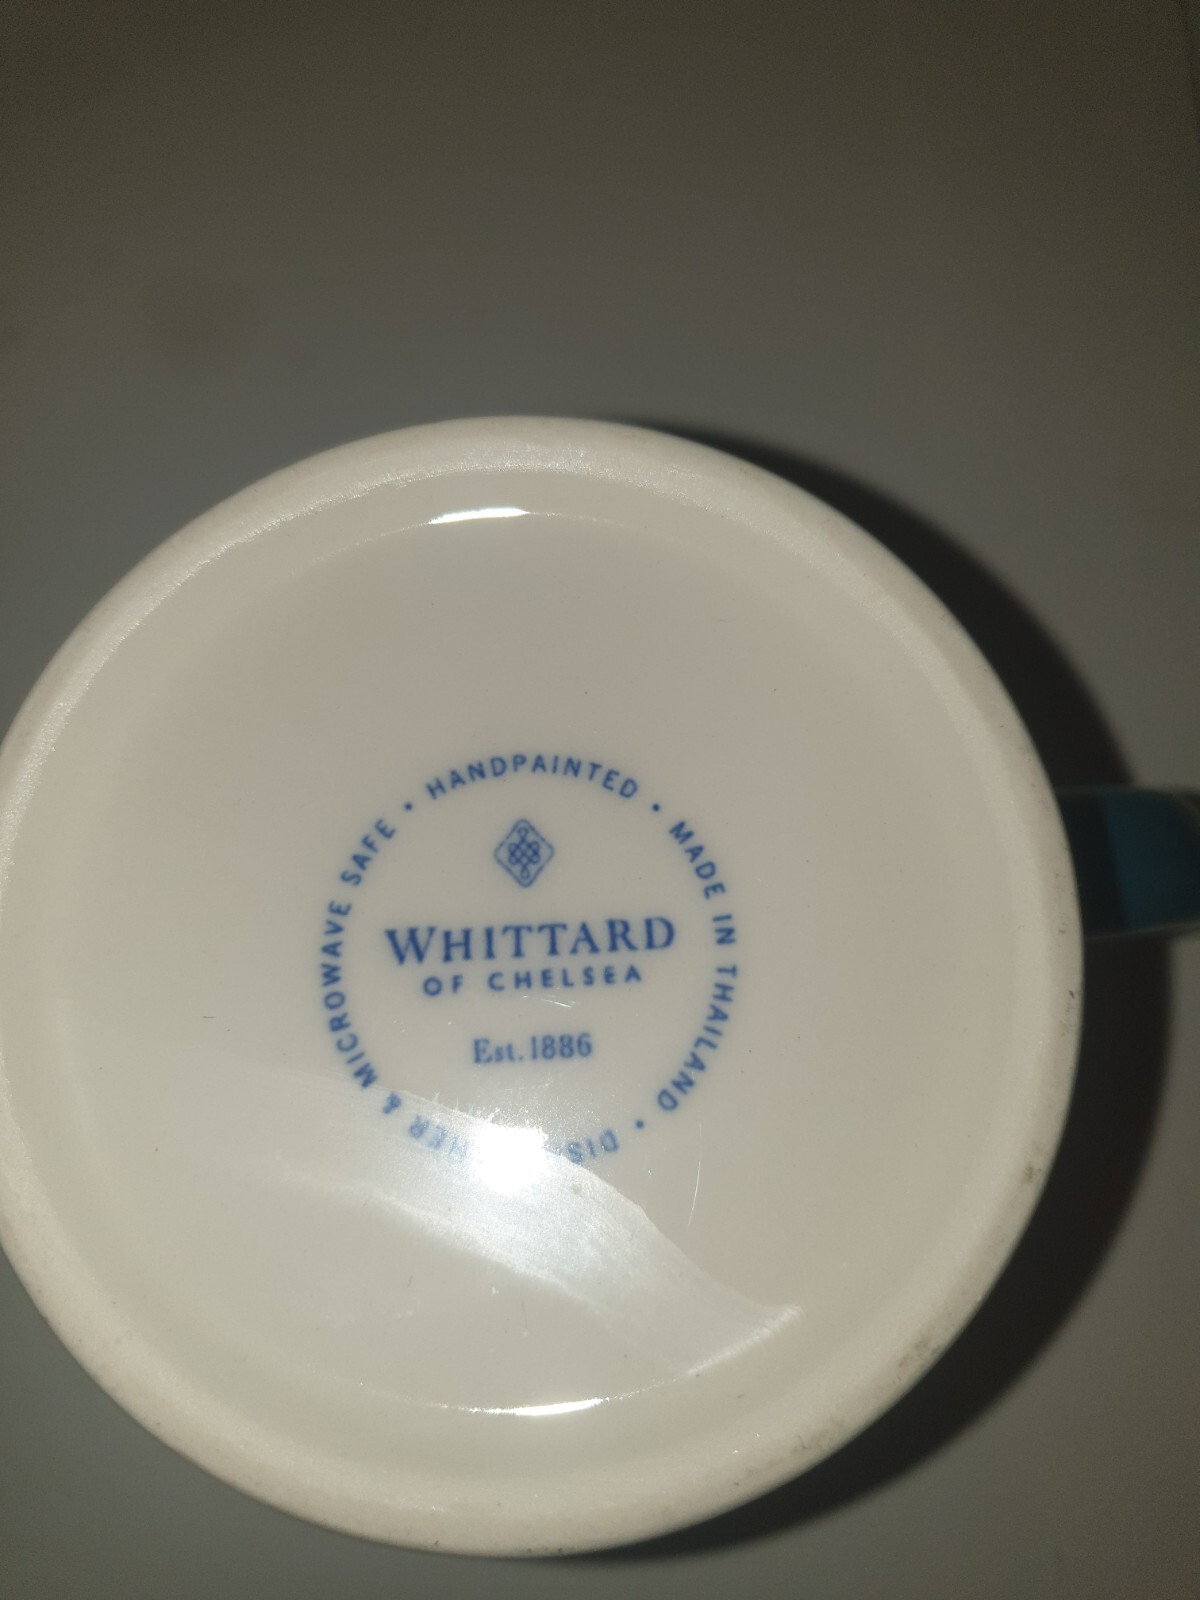 HANDPAINTED • MADE IN THAILAND •
& MICROWAVE SAFE •
WHITTARD
OF CHELSEA
Est. 1886